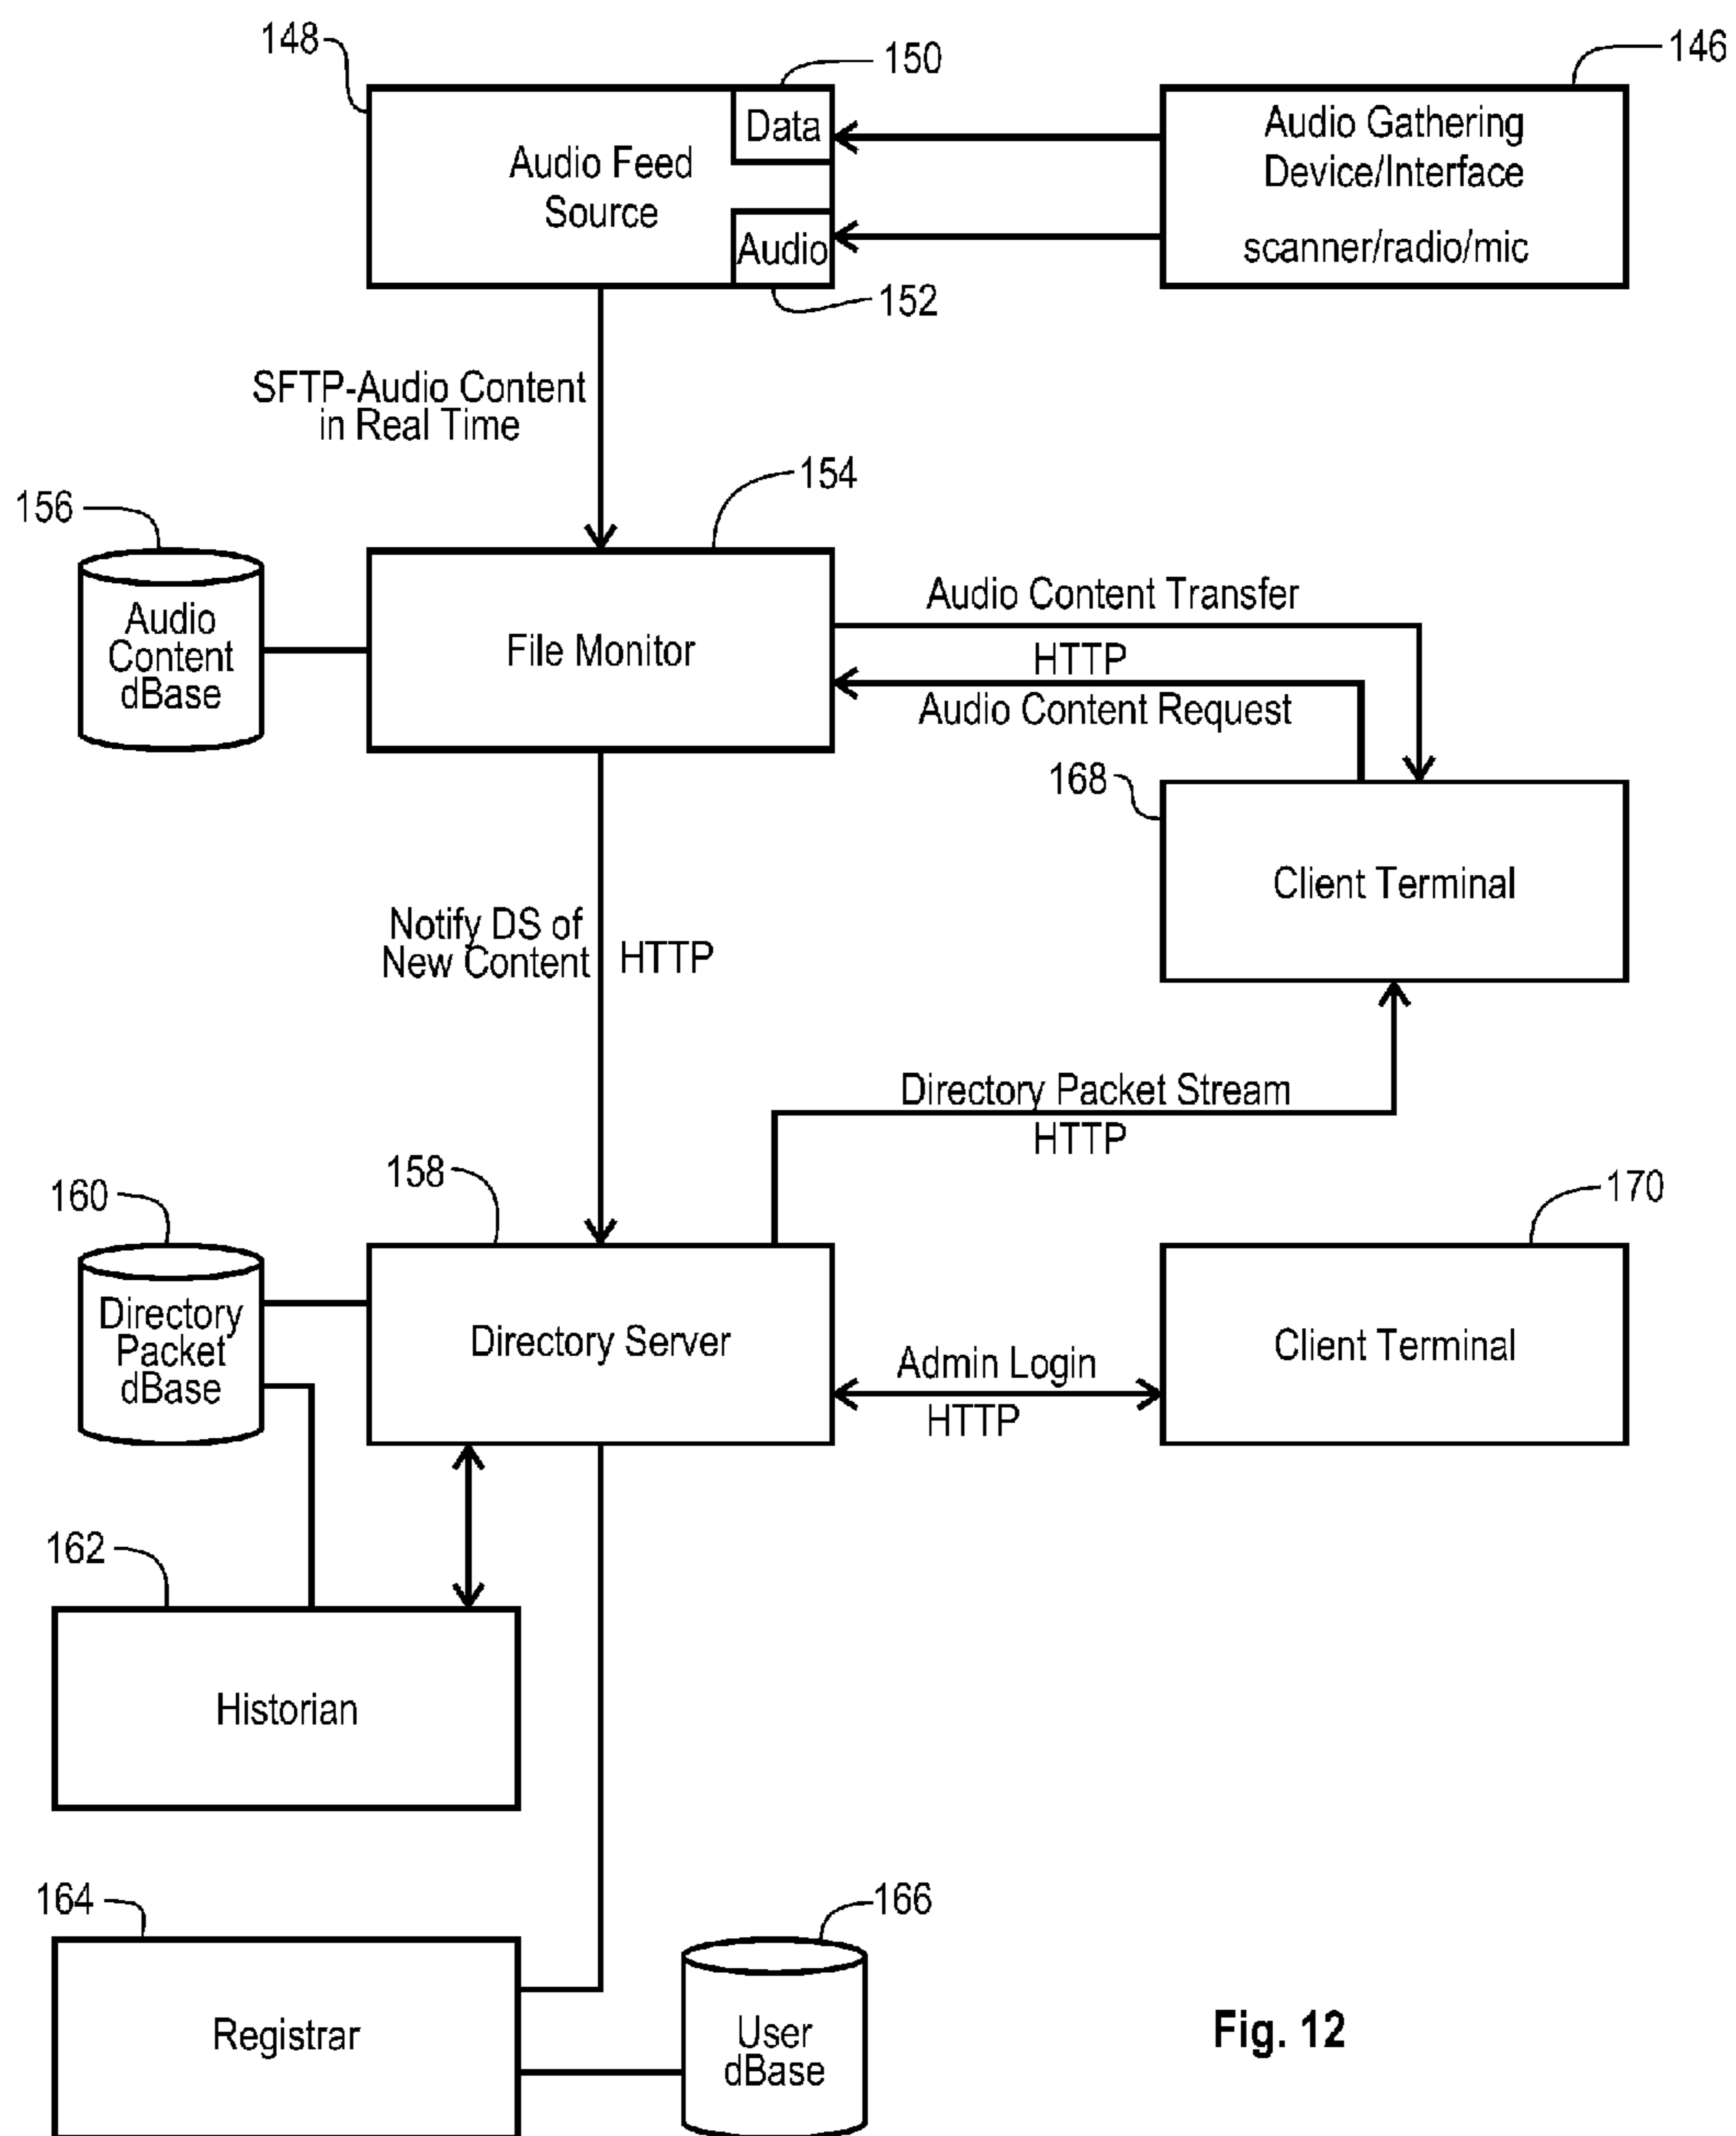 148
150
146
Data
Audio Feed
Source
Audio
152
Audio Gathering
Device/Interface
scanner/radio/mic
SFTP-Audio Content
in Real Time
154
156
Audio
Content
dBase
File Monitor
Audio Content Transfer
HTTP
Audio Content Request
168
Client Terminal
Notify DS of
New Content
HTTP
Directory Packet Stream
HTTP
158
160
170
Directory
Packet
dBase
Directory Server
Admin Login
HTTP
Client Terminal
162
Historian
164
166
Registrar
User
dBase
Fig. 12